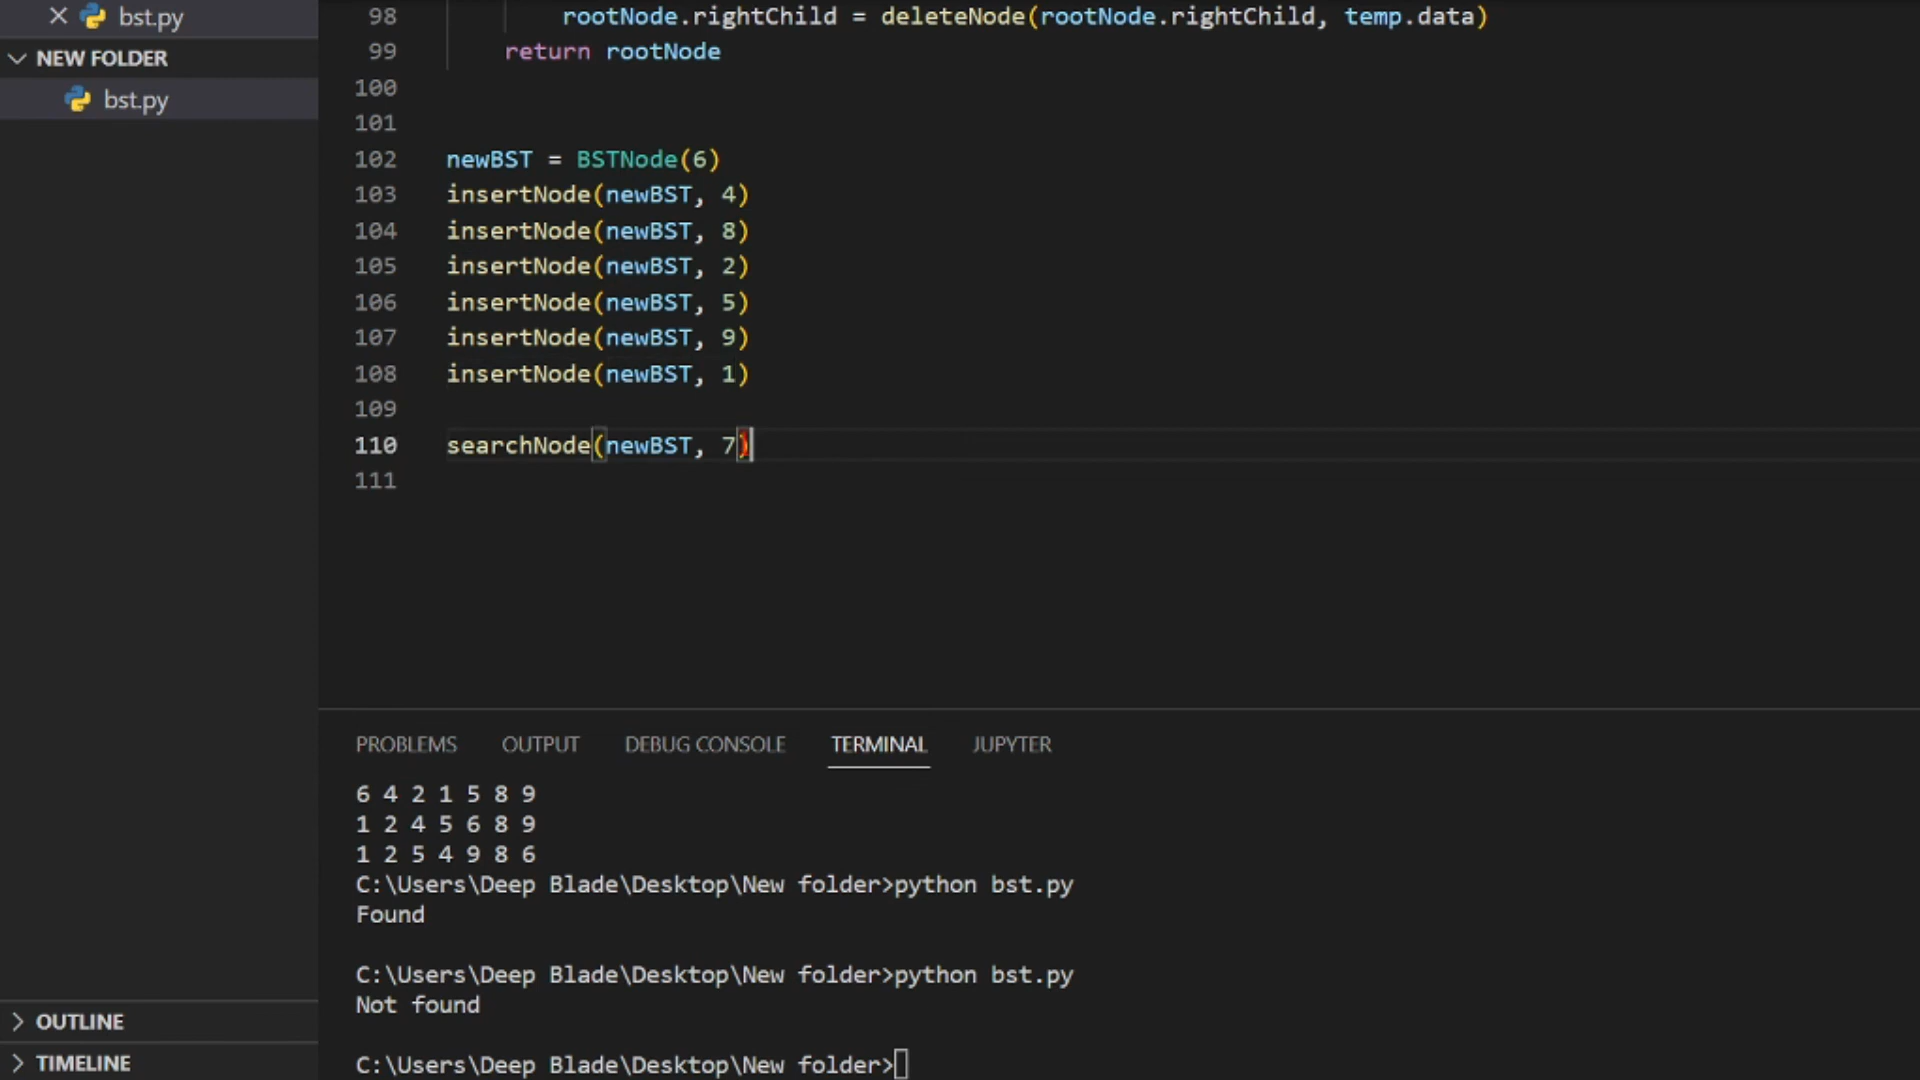 bst.py
NEW FOLDER
bst.py
OUTLINE
TIMELINE
98 rootNode.rightChild = deleteNode(rootNode.rightChild, temp.data)
99 return rootNode
100
101
102 newBST = BSTNode(6)
103 insertNode(newBST, 4)
104 insertNode(newBST, 8)
105 insertNode(newBST, 2)
106 insertNode(newBST, 5)
107 insertNode(newBST, 9)
108 insertNode(newBST, 1)
109
110 searchNode(newBST, 7)
111
PROBLEMS OUTPUT DEBUG CONSOLE TERMINAL JUPYTER
6 4 2 1 5 8 9
1 2 4 5 6 8 9
1 2 5 4 9 8 6
C:\Users\Deep Blade\Desktop\New folder>python bst.py
Found
C:\Users\Deep Blade\Desktop\New folder>python bst.py
Not found
C:\Users\Deep Blade\Desktop\New folder>